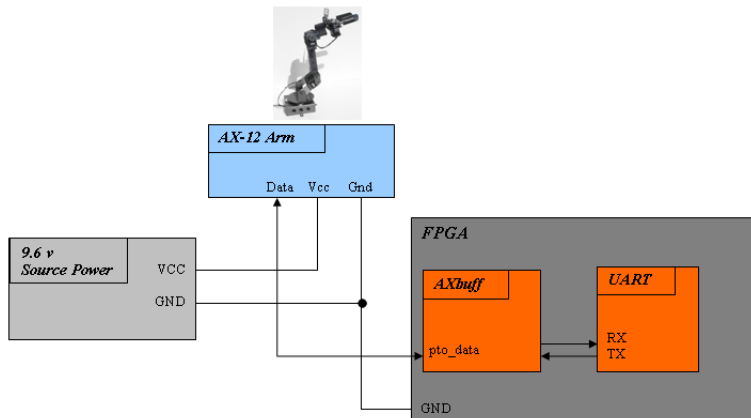 AX-12 Arm
Data Vcc Gnd
9.6 v
Source Power
VCC
GND
FPGA
AXbuff
UART
pto_data
RX
TX
GND